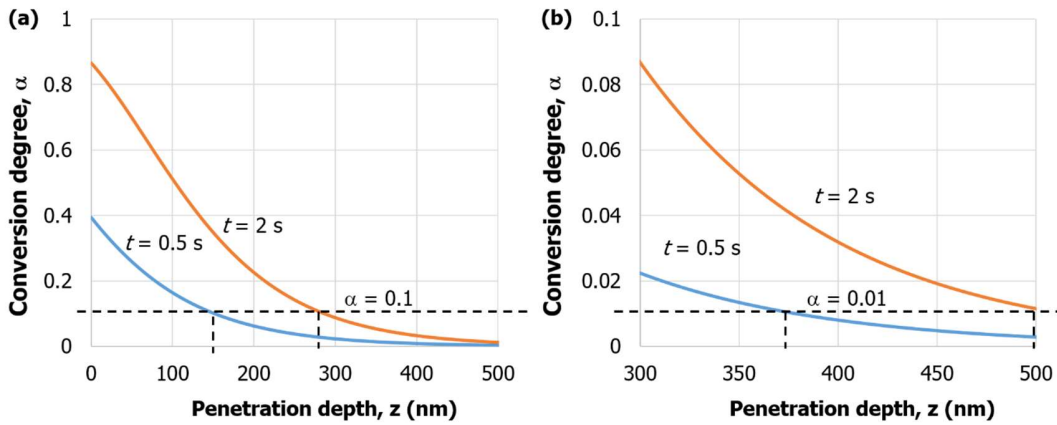 (a)
Conversion degree, α
1
0.8
0.6
0.4
0.2
0
t = 2 s
t = 0.5 s
α = 0.1
0 100 200 300 400 500
Penetration depth, z (nm)
(b)
Conversion degree, α
0.1
0.08
0.06
0.04
0.02
0
t = 2 s
t = 0.5 s
α = 0.01
300 350 400 450 500
Penetration depth, z (nm)